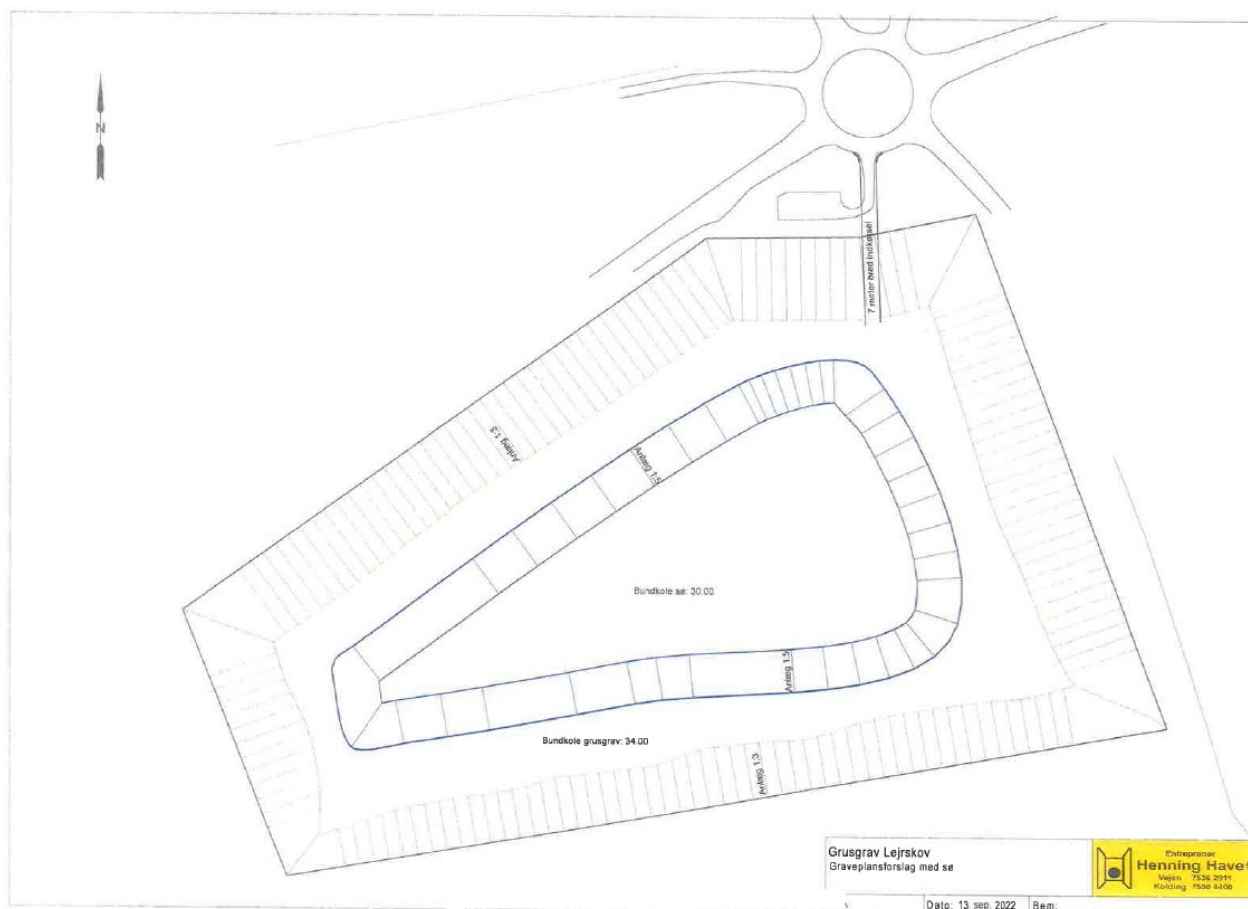 N
7 meter bred indkørsel
Anlæg 1:3
Anlæg 1:5
Bundkote sø: 30.00
Anlæg 1:5
Bundkote grusgrav: 34.00
Anlæg 1:3
Grusgrav Lejrskov
Graveplansforslag med sø
Entreprenør
Henning Havet
Vejen 7536 2911
Kolding 7550 4400
Dato: 13. sep. 2022
Bem: